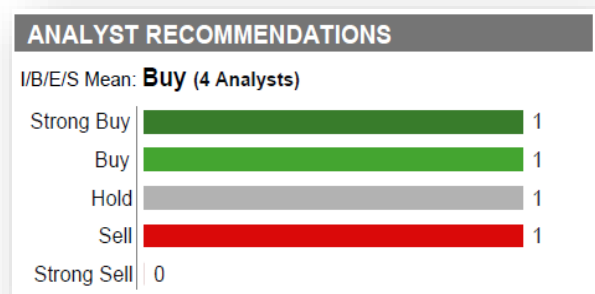 ANALYST RECOMMENDATIONS
I/B/E/S Mean: Buy (4 Analysts)
Strong Buy 1
Buy 1
Hold 1
Sell 1
Strong Sell 0